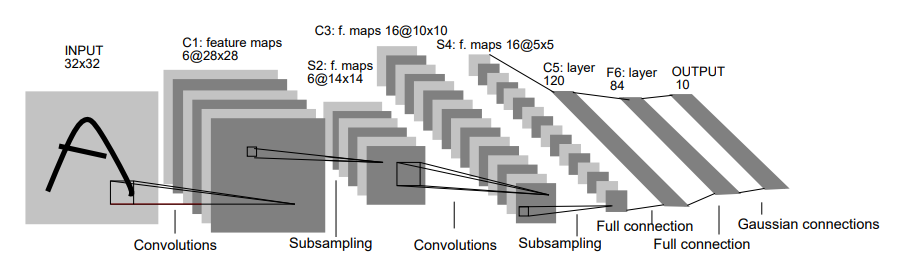 INPUT
32x32
C1: feature maps
6@28x28
S2: f. maps
6@14x14
C3: f. maps 16@10x10
S4: f. maps 16@5x5
C5: layer
120
F6: layer
84
OUTPUT
10
Convolutions
Subsampling
Convolutions
Subsampling
Full connection
Full connection
Gaussian connections
A